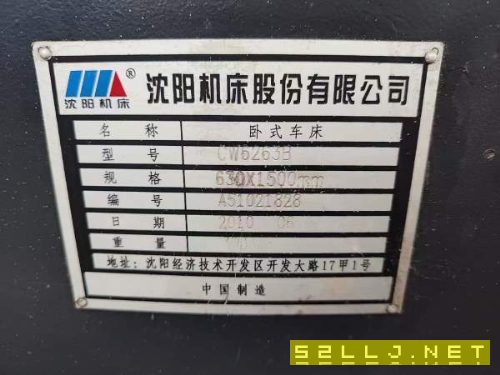 沈阳机床® 沈阳机床股份有限公司
名称 卧式车床
型号 CW6263B
规格 630X1500mm
编号 A51021828
日期 2010 06
重量
地址: 沈阳经济技术开发区开发大路17甲1号
中国制造
52LLJ.NET